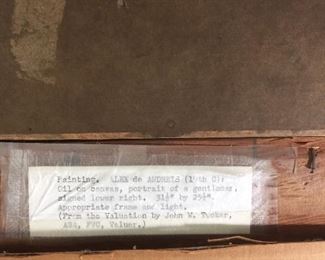 Painting. ALEX de ANDREIS (19th C):
Oil on canvas, portrait of a gentleman,
signed lower right. 31½" by 25½".
Appropriate frame and light.
(From the Valuation by John W. Tucker,
ASA, FVC, Valuer.)